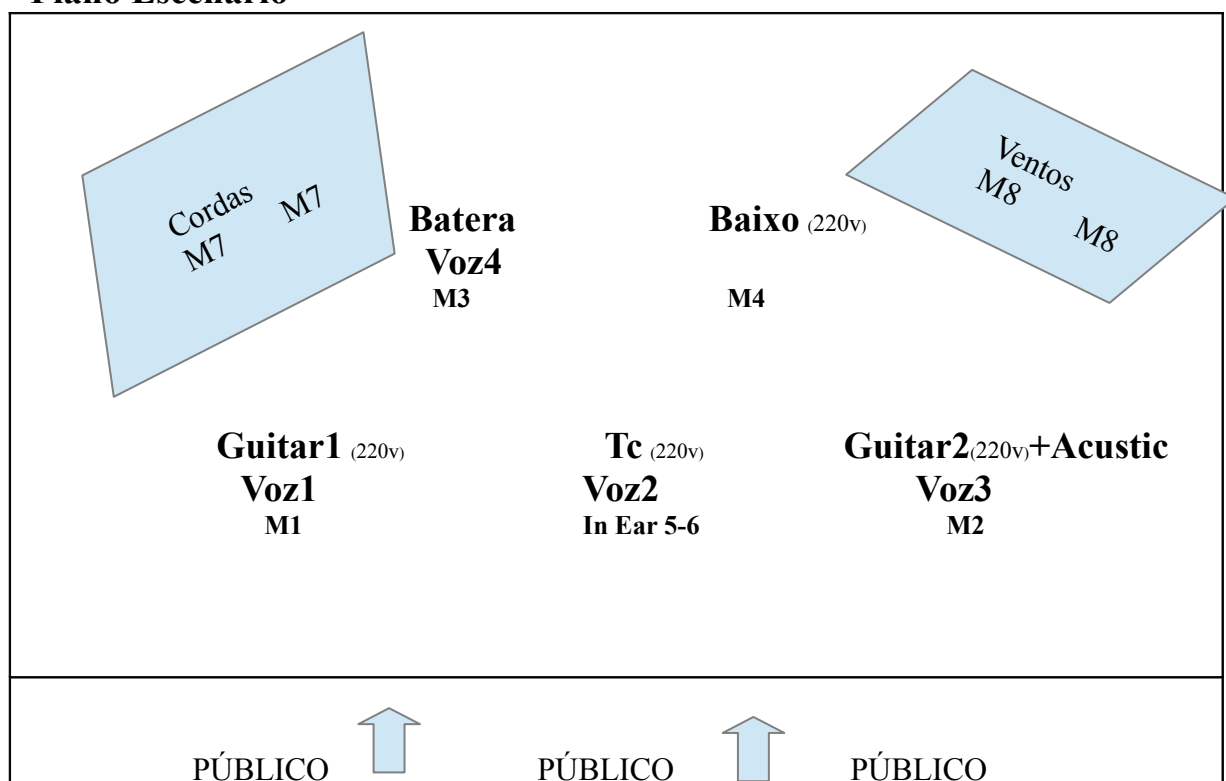 Plano Escenario
Cordas
M7
M7
Ventos
M8
M8
Batera
Voz4
M3
Baixo (220v)
M4
Guitar1 (220v)
Voz1
M1
Tc (220v)
Voz2
In Ear 5-6
Guitar2(220v)+Acustic
Voz3
M2
PÚBLICO
PÚBLICO
PÚBLICO